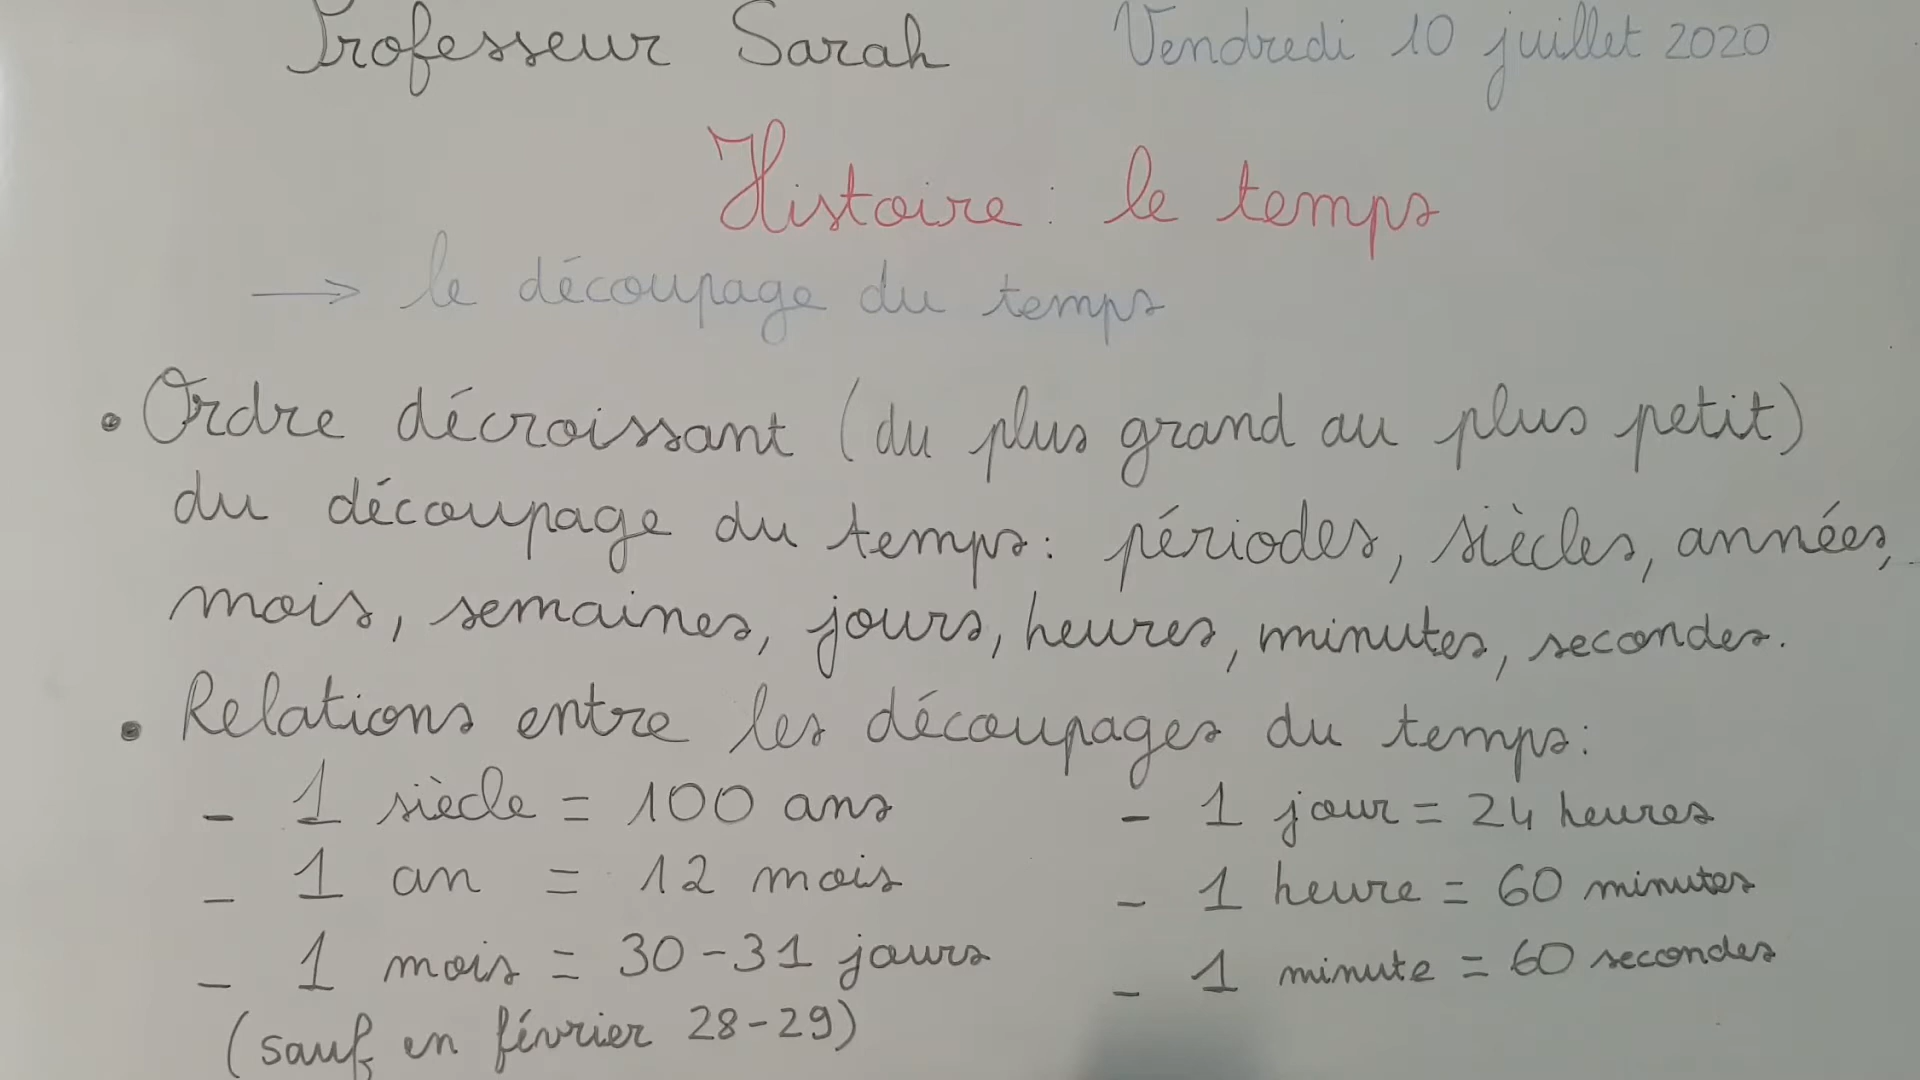 Professeur Sarah Vendredi 10 juillet 2020
Histoire : le temps
→ le découpage du temps
• Ordre décroissant (du plus grand au plus petit)
du découpage du temps : périodes, siècles, années,
mois, semaines, jours, heures, minutes, secondes.
• Relations entre les découpages du temps :
- 1 siècle = 100 ans
- 1 an = 12 mois
- 1 mois = 30-31 jours
(sauf en février 28-29)
- 1 jour = 24 heures
- 1 heure = 60 minutes
- 1 minute = 60 secondes